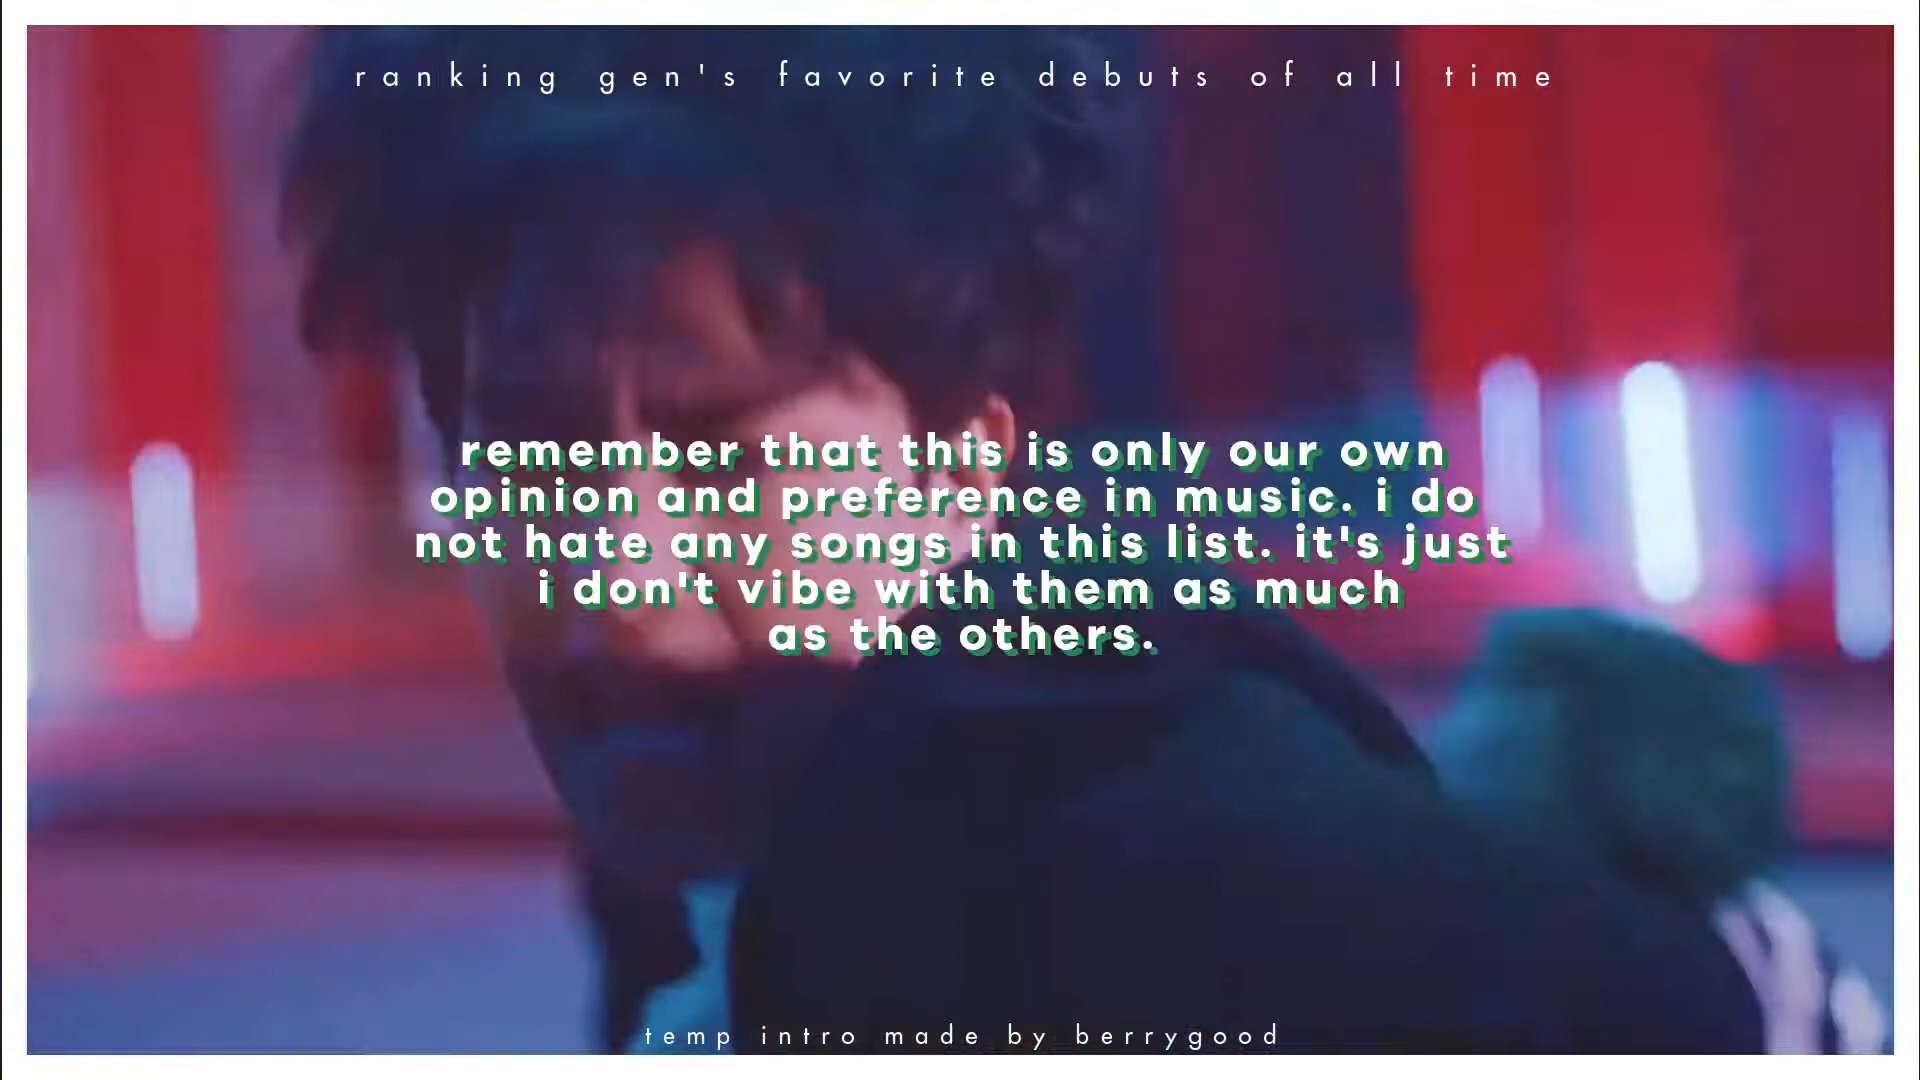 ranking gen's favorite debuts of all time
remember that this is only our own
opinion and preference in music. i do
not hate any songs in this list. it's just
i don't vibe with them as much
as the others.
temp intro made by berrygood